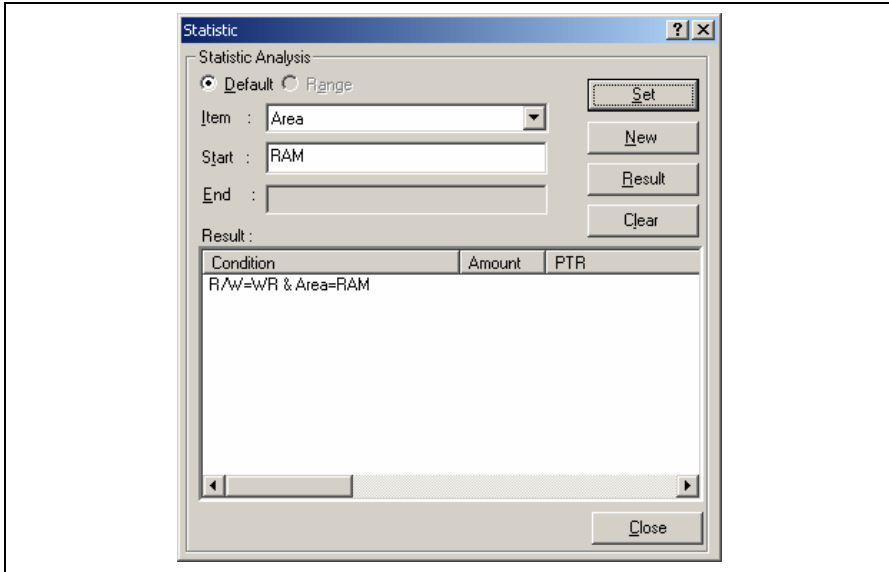 Statistic
Statistic Analysis
Default Range
Item : Area
Start : RAM
End :
Set
New
Result
Clear
Result :
Condition Amount PTR
R/W=WR & Area=RAM
Close